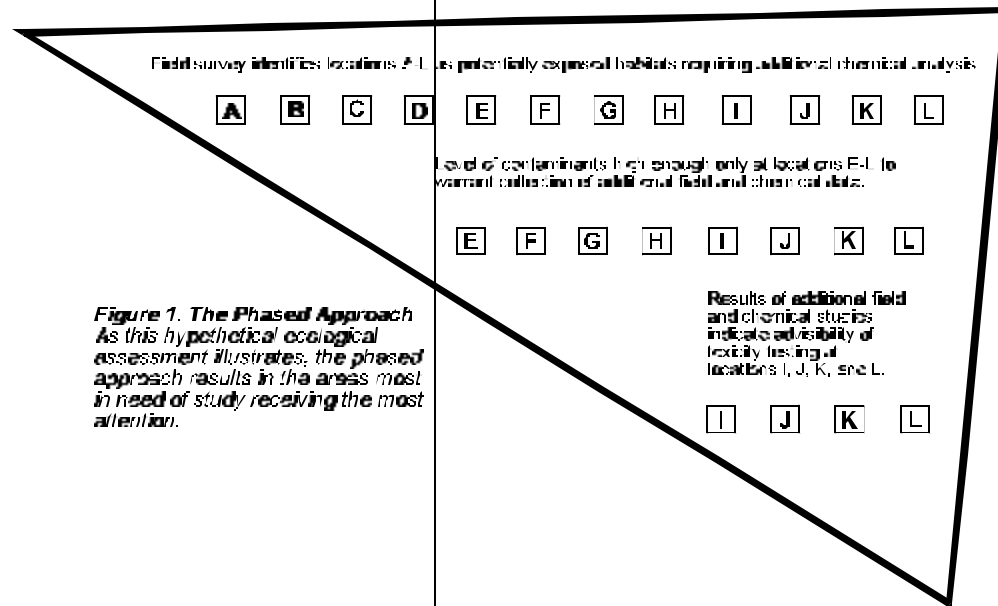 Field survey identifies locations A-L as potentially exposed habitats requiring additional chemical analysis
A B C D E F G H I J K L
Level of contaminants high enough only at locations E-L to
warrant collection of additional field and chemical data.
E F G H I J K L
Results of additional field
and chemical studies
indicate advisibility of
toxicity testing at
locations I, J, K, and L.
I J K L
Figure 1. The Phased Approach
As this hypothetical ecological
assessment illustrates, the phased
approach results in the areas most
in need of study receiving the most
attention.